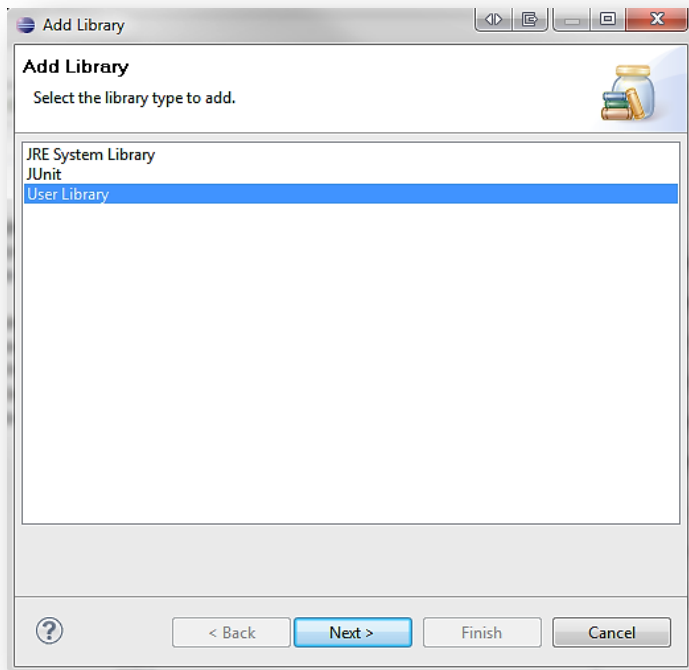 Add Library
Add Library
Select the library type to add.
JRE System Library
JUnit
User Library
?
< Back
Next >
Finish
Cancel